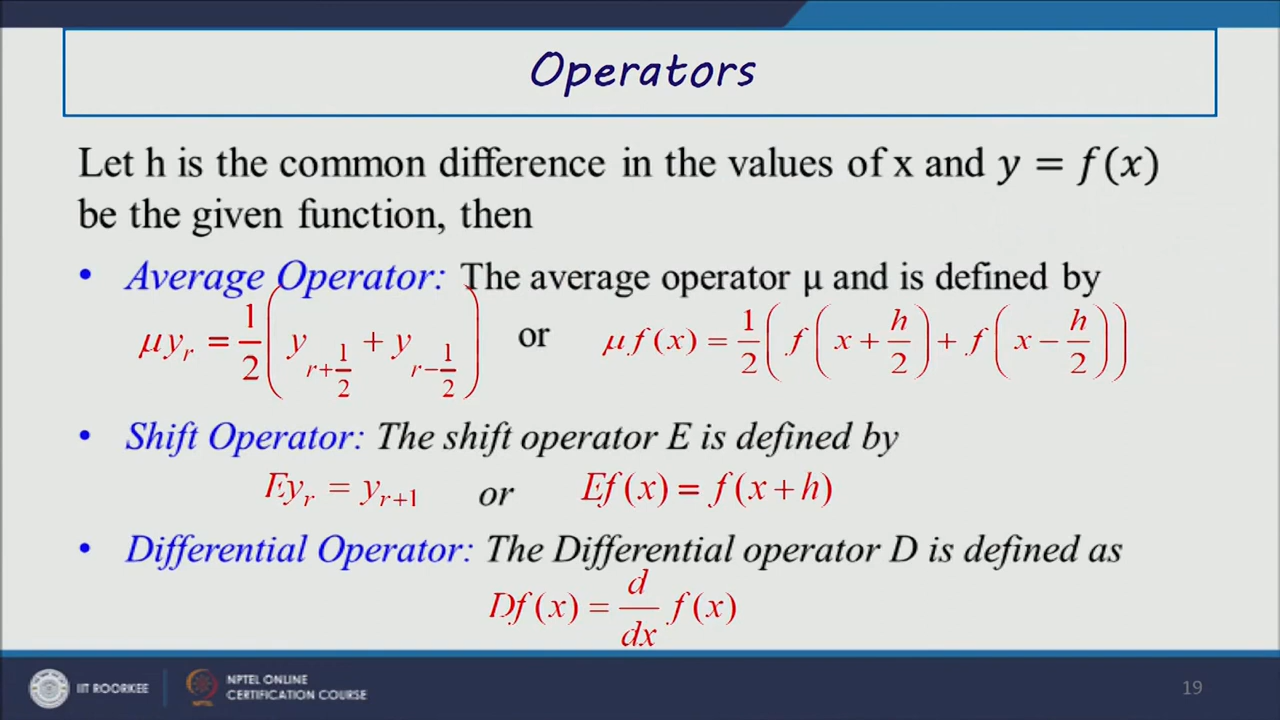 Operators
Let h is the common difference in the values of x and y = f(x)
be the given function, then
• Average Operator: The average operator μ and is defined by
μy_r = 1/2 ( y_{r+1/2} + y_{r-1/2} ) or μf(x) = 1/2 ( f( x + h/2 ) + f( x − h/2 ) )
• Shift Operator: The shift operator E is defined by
Ey_r = y_{r+1} or Ef(x) = f(x+h)
• Differential Operator: The Differential operator D is defined as
Df(x) = d/dx f(x)
IIT ROORKEE
NPTEL ONLINE
CERTIFICATION COURSE
19